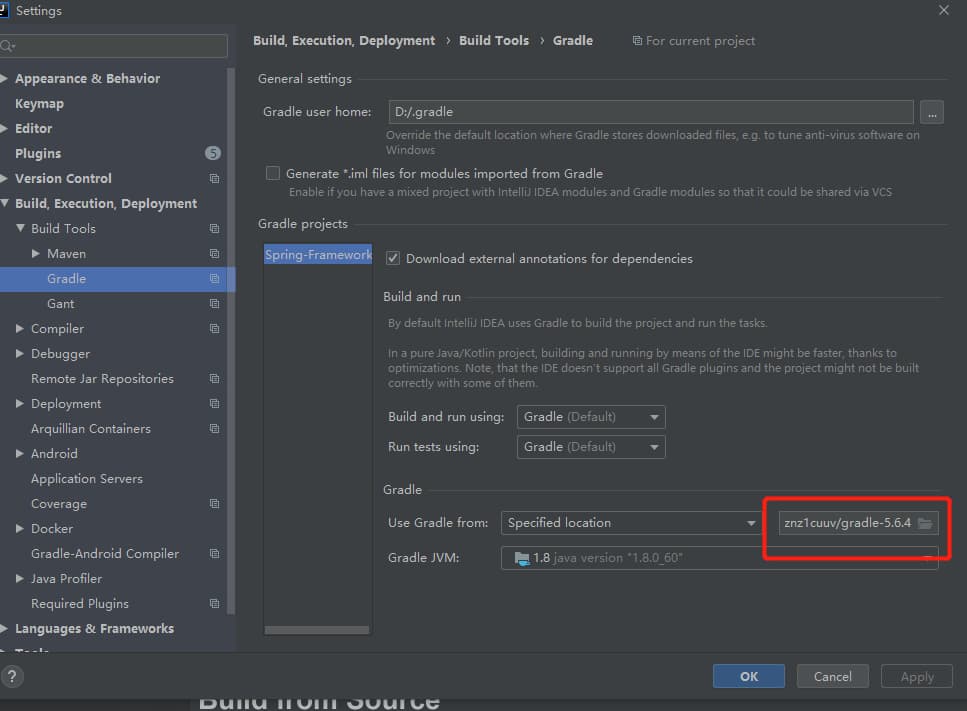 Settings
Build, Execution, Deployment › Build Tools › Gradle For current project
Appearance & Behavior
Keymap
Editor
Plugins 5
Version Control
Build, Execution, Deployment
Build Tools
Maven
Gradle
Gant
Compiler
Debugger
Remote Jar Repositories
Deployment
Arquillian Containers
Android
Application Servers
Coverage
Docker
Gradle-Android Compiler
Java Profiler
Required Plugins
Languages & Frameworks
Tools
General settings
Gradle user home: D:/.gradle ...
Override the default location where Gradle stores downloaded files, e.g. to tune anti-virus software on
Windows
Generate *.iml files for modules imported from Gradle
Enable if you have a mixed project with IntelliJ IDEA modules and Gradle modules so that it could be shared via VCS
Gradle projects
Spring-Framework
Download external annotations for dependencies
Build and run
By default IntelliJ IDEA uses Gradle to build the project and run the tasks.
In a pure Java/Kotlin project, building and running by means of the IDE might be faster, thanks to
optimizations. Note, that the IDE doesn't support all Gradle plugins and the project might not be built
correctly with some of them.
Build and run using: Gradle (Default)
Run tests using: Gradle (Default)
Gradle
Use Gradle from: Specified location znz1cuuv/gradle-5.6.4
Gradle JVM: 1.8 java version "1.8.0_60"
? OK Cancel Apply
Build from Source